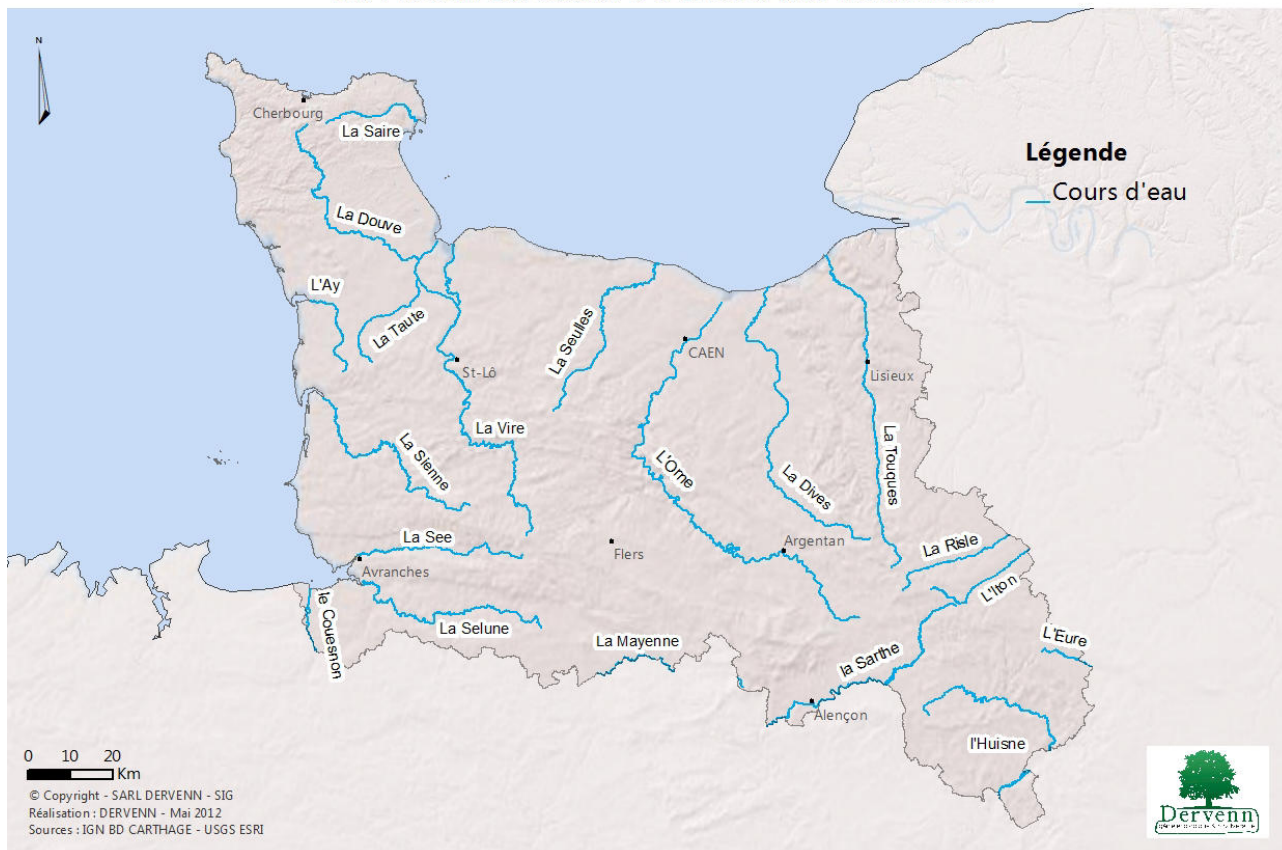 N
Cherbourg
La Saire
La Douve
L'Ay
La Taute
St-Lô
La Seulles
CAEN
Lisieux
La Vire
La Sienne
L'Orne
La Dives
La Touques
La See
Avranches
Flers
Argentan
La Risle
L'Iton
le Couesnon
La Selune
La Mayenne
la Sarthe
L'Eure
Alençon
l'Huisne
Légende
Cours d'eau
0 10 20
Km
© Copyright - SARL DERVENN - SIG
Réalisation : DERVENN - Mai 2012
Sources : IGN BD CARTHAGE - USGS ESRI
Dervenn